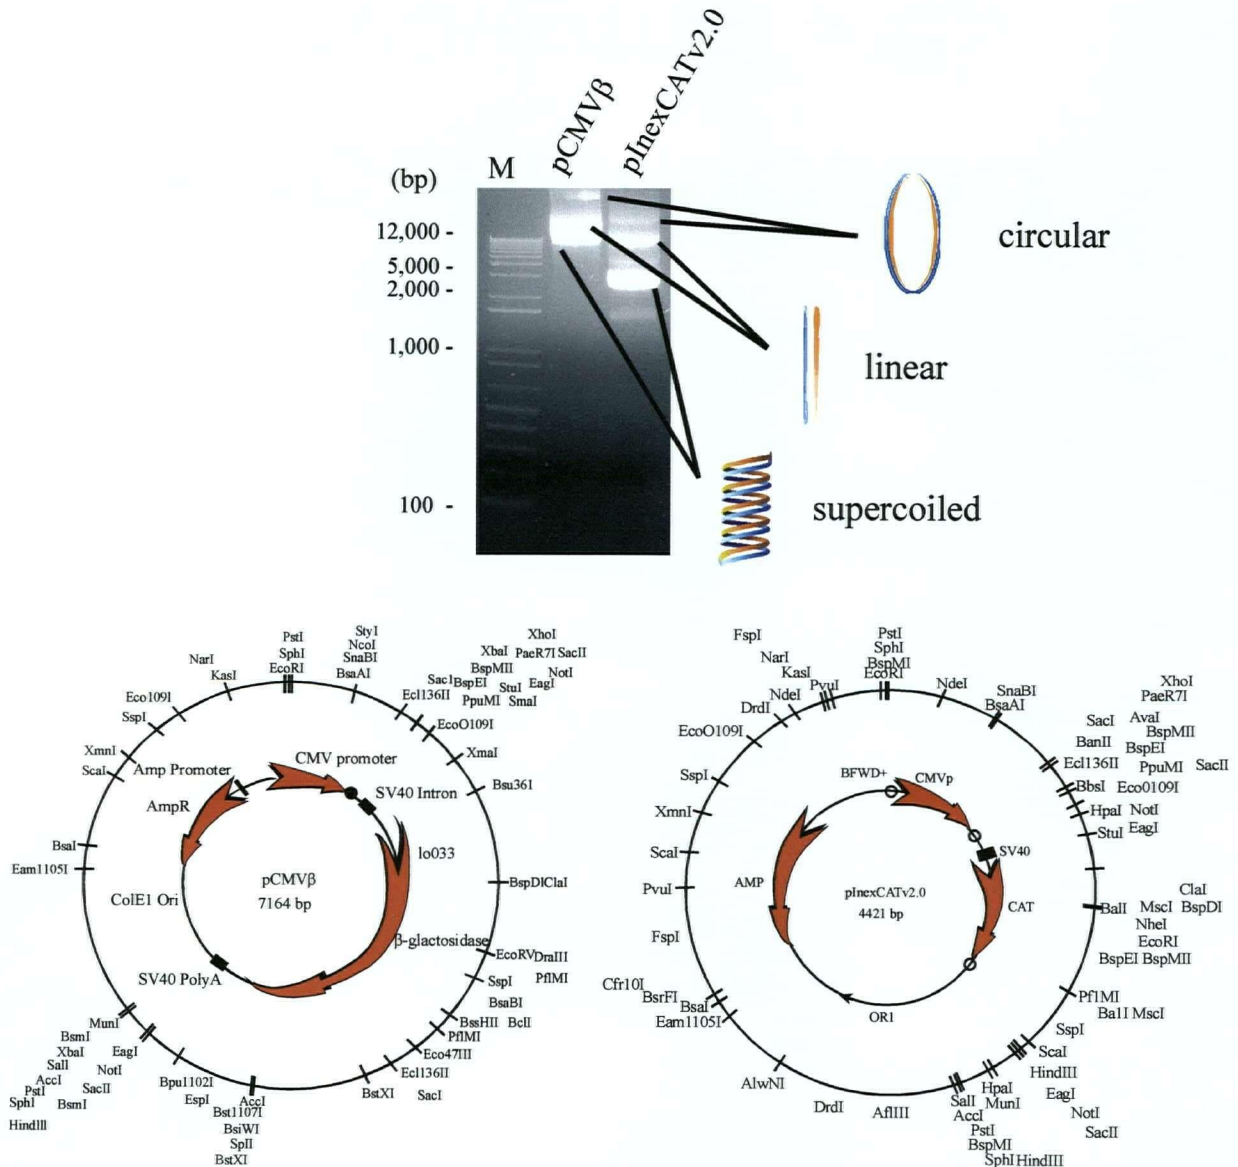 pCMVβ
pInexCATv2.0
(bp)
M
12,000 -
5,000 -
2,000 -
1,000 -
100 -
circular
linear
supercoiled
PstI
SphI
EcoRI
StyI
NcoI
SnaBI
BsaAI
NarI
KasI
Eco109I
SspI
XmnI
ScaI
BsaI
Eam1105I
XhoI
XbaI PaeR7I SacII
BspMII NotI
SacI BspEI StuI EagI
Ecl136II PpuMI SmaI
EcoO109I
XmaI
Bsu36I
BspDI ClaI
EcoRV DraIII
SspI PflMI
BsaBI
BssHII BclI
PflMI
Eco47III
Ecl136II
SacI
BstXI
AccI
Bst1107I
BsiWI
SplI
BstXI
Bpu1102I
EspI
MunI
BsmI
XbaI EagI
SalI
AccI NotI
PstI SacII
SphI BsmI
HindIII
Amp Promoter
CMV promoter
AmpR
SV40 Intron
lo033
pCMVβ
7164 bp
ColE1 Ori
β-glactosidase
SV40 PolyA
FspI
NarI
KasI
NdeI
DrdI
PvuI
EcoO109I
SspI
XmnI
ScaI
PvuI
FspI
Cfr10I
BsrFI
BsaI
Eam1105I
AlwNI
DrdI
AflIII
PstI
SphI
BspMI
EcoRI
NdeI
SnaBI
BsaAI
XhoI
PaeR7I
SacI AvaI
BspMII
BanII BspEI
Ecl136II PpuMI SacII
BbsI Eco0109I
HpaI NotI
StuI EagI
ClaI
BalI MscI BspDI
NheI
EcoRI
BspEI BspMII
Pf1MI
Ba1I MscI
SspI
ScaI
HindIII
HpaI EagI
MunI NotI
SacII
SalI
AccI
PstI
BspMI
SphI HindIII
BFWD+
CMVp
SV40
CAT
AMP
pInexCATv2.0
4421 bp
OR1